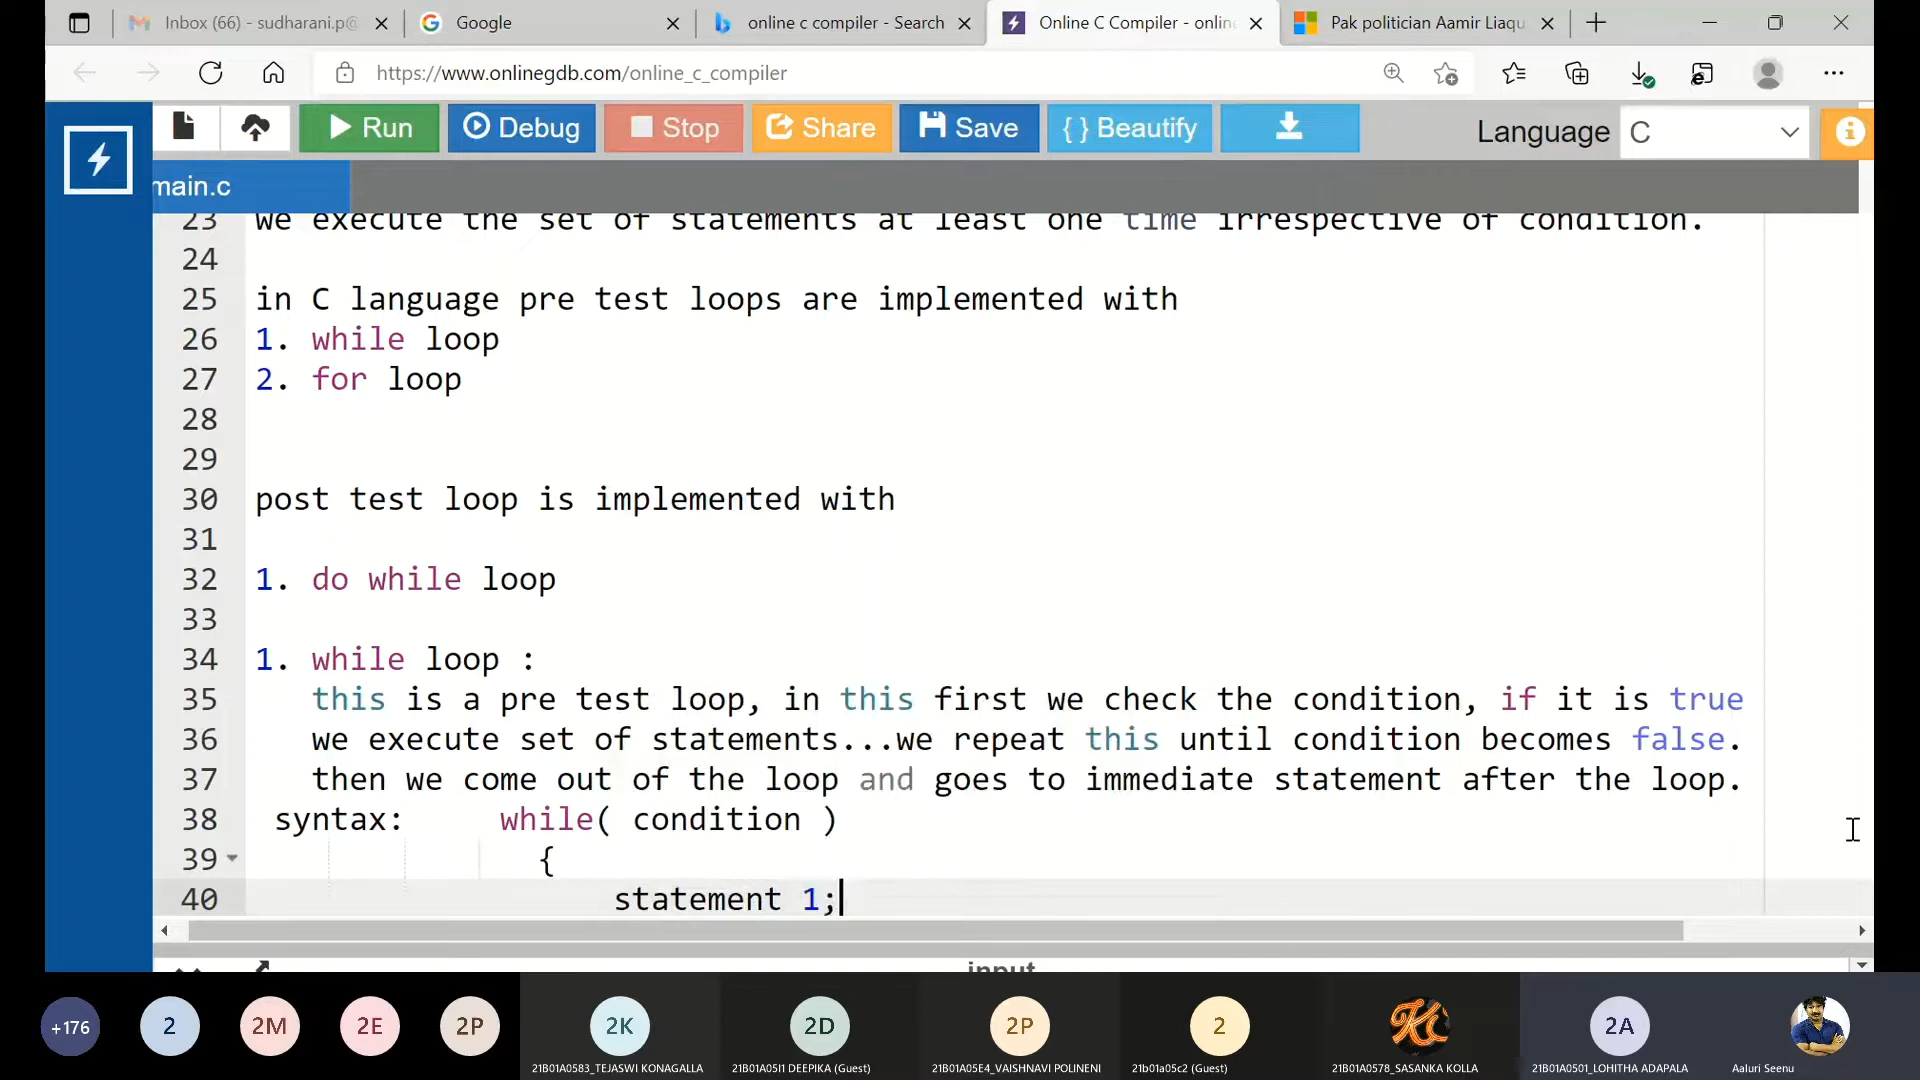 Inbox (66) - sudharani.p@
Google
online c compiler - Search
Online C Compiler - onlin
Pak politician Aamir Liaqu
https://www.onlinegdb.com/online_c_compiler
Run
Debug
Stop
Share
Save
{ } Beautify
Language
C
main.c
23 we execute the set of statements at least one time irrespective of condition.
24
25 in C language pre test loops are implemented with
26 1. while loop
27 2. for loop
28
29
30 post test loop is implemented with
31
32 1. do while loop
33
34 1. while loop :
35 this is a pre test loop, in this first we check the condition, if it is true
36 we execute set of statements...we repeat this until condition becomes false.
37 then we come out of the loop and goes to immediate statement after the loop.
38 syntax: while( condition )
39 {
40 statement 1;
input
+176
2
2M
2E
2P
2K
2D
2P
2
Ki
2A
21B01A0583_TEJASWI KONAGALLA
21B01A05I1 DEEPIKA (Guest)
21B01A05E4_VAISHNAVI POLINENI
21b01a05c2 (Guest)
21B01A0578_SASANKA KOLLA
21B01A0501_LOHITHA ADAPALA
Aaluri Seenu